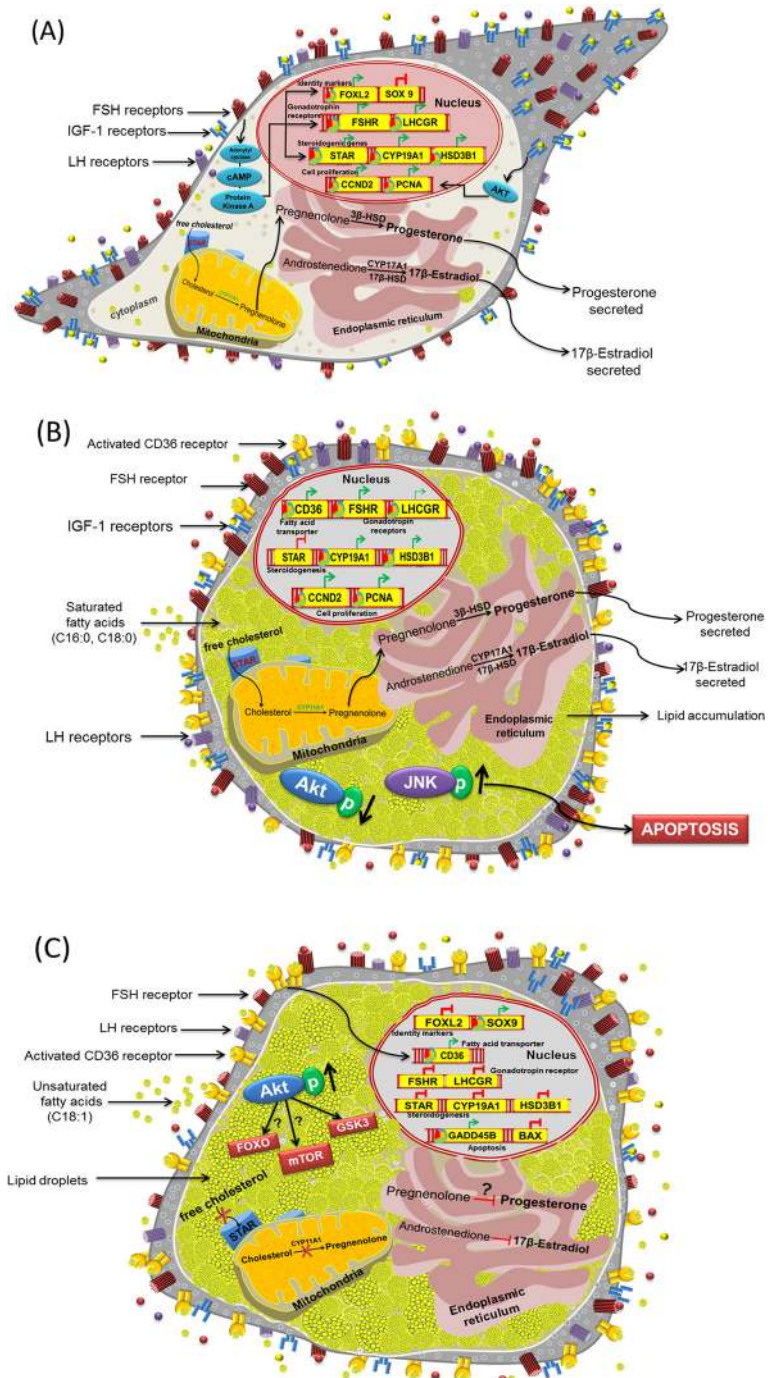 (A)
FSH receptors
IGF-1 receptors
LH receptors
Identity markers
FOXL2
SOX 9
Nucleus
Gonadotrophin
receptors
FSHR
LHCGR
Steroidogenic genes
STAR
CYP19A1
HSD3B1
Cell proliferation
CCND2
PCNA
Adenylyl
cyclase
cAMP
Protein
Kinase A
AKT
free cholesterol
STAR
cytoplasm
Cholesterol
Pregnenolone
Mitochondria
Pregnenolone
3β-HSD
Progesterone
Androstenedione
CYP17A1
17β-HSD
17β-Estradiol
Endoplasmic reticulum
Progesterone
secreted
17β-Estradiol
secreted
(B)
Activated CD36 receptor
FSH receptor
IGF-1 receptors
Saturated
fatty acids
(C16:0, C18:0)
LH receptors
Nucleus
CD36
FSHR
LHCGR
Fatty acid
transporter
Gonadotropin
receptors
STAR
CYP19A1
HSD3B1
Steroidogenesis
CCND2
PCNA
Cell proliferation
free cholesterol
STAR
Cholesterol
CYP11A1
Pregnenolone
Mitochondria
Pregnenolone
3β-HSD
Progesterone
Androstenedione
CYP17A1
17β-HSD
17β-Estradiol
Endoplasmic
reticulum
Progesterone
secreted
17β-Estradiol
secreted
Lipid accumulation
Akt
p
JNK
p
APOPTOSIS
(C)
FSH receptor
LH receptors
Activated CD36 receptor
Unsaturated
fatty acids
(C18:1)
Lipid droplets
FOXL2
SOX9
Identity markers
Fatty acid transporter
CD36
Nucleus
FSHR
LHCGR
Gonadotropin receptor
STAR
CYP19A1
HSD3B1
Steroidogenesis
GADD45B
BAX
Apoptosis
Akt
p
?
?
FOXO
mTOR
GSK3
free cholesterol
STAR
Cholesterol
CYP11A1
Pregnenolone
Mitochondria
Pregnenolone
?
Progesterone
Androstenedione
17β-Estradiol
Endoplasmic
reticulum